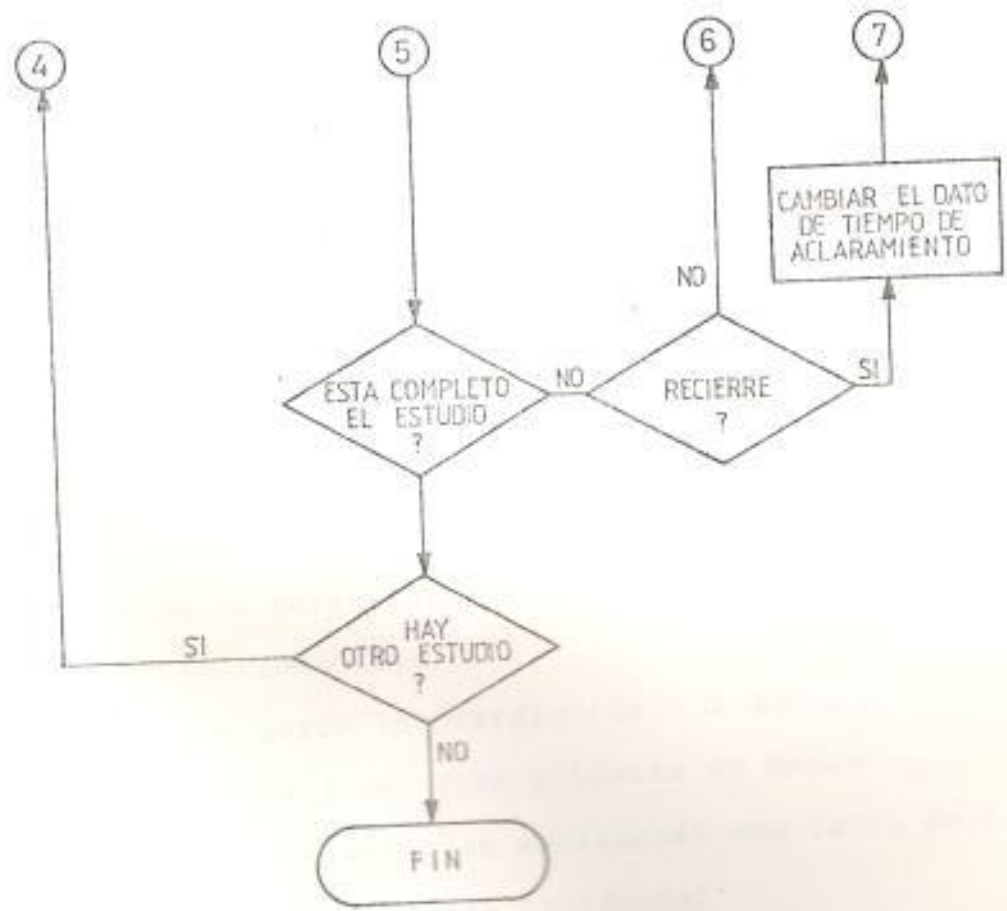 4
5
6
7
CAMBIAR EL DATO
DE TIEMPO DE
ACLARAMIENTO
NO
ESTA COMPLETO
EL ESTUDIO
?
NO
RECIERRE
?
SI
HAY
OTRO ESTUDIO
?
SI
NO
FIN